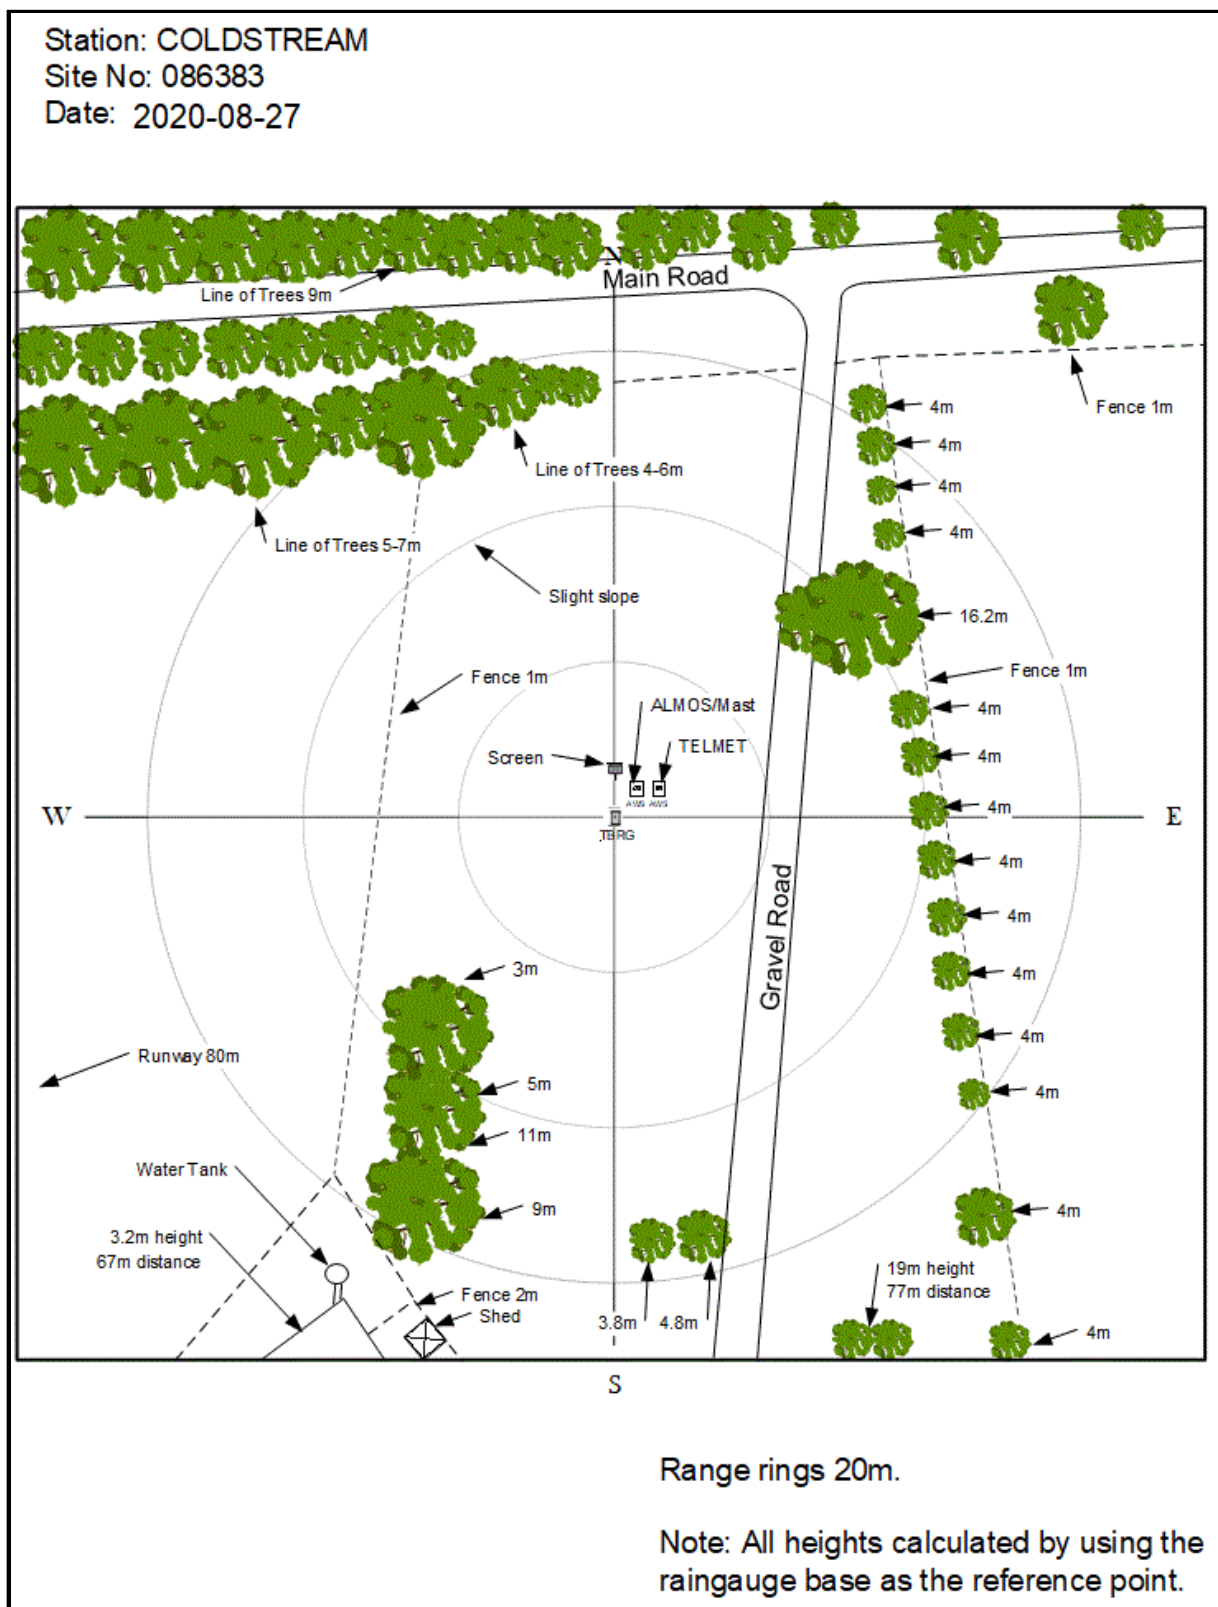 Station: COLDSTREAM
Site No: 086383
Date: 2020-08-27
N
Main Road
Line of Trees 9m
Fence 1m
4m
4m
Line of Trees 4-6m
4m
4m
Line of Trees 5-7m
Slight slope
16.2m
Fence 1m
Fence 1m
ALMOS/Mast
4m
TELMET
Screen
4m
AWS AWS
W
4m
E
TBRG
4m
Gravel Road
4m
3m
4m
4m
Runway 80m
5m
4m
11m
Water Tank
9m
4m
3.2m height
67m distance
19m height
77m distance
Fence 2m
Shed
3.8m
4.8m
4m
S
Range rings 20m.
Note: All heights calculated by using the
raingauge base as the reference point.